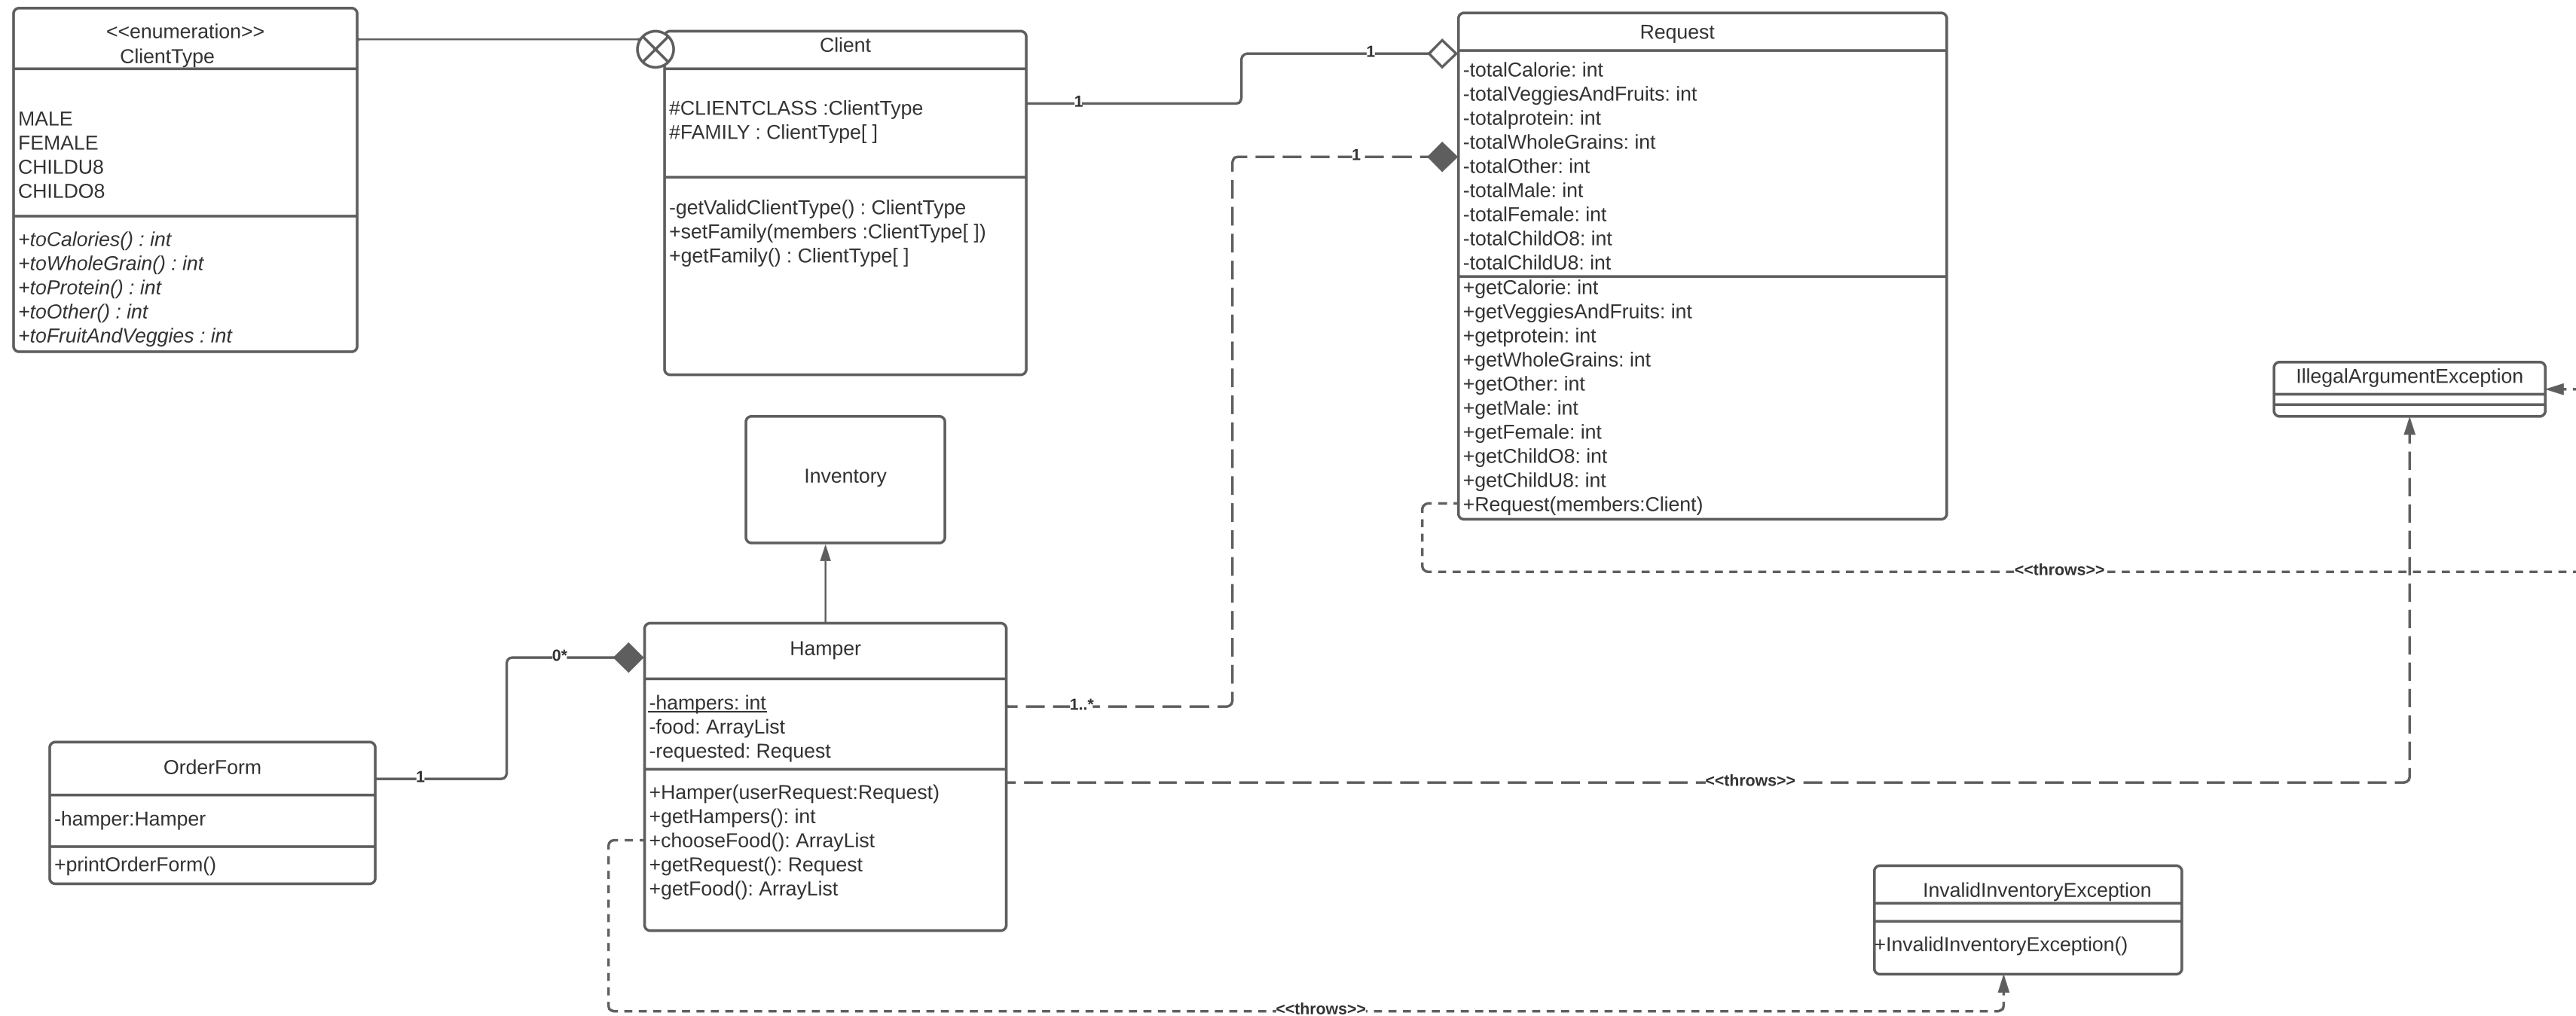 <<enumeration>>
ClientType
MALE
FEMALE
CHILDU8
CHILDO8
+toCalories() : int
+toWholeGrain() : int
+toProtein() : int
+toOther() : int
+toFruitAndVeggies : int
Client
#CLIENTCLASS :ClientType
#FAMILY : ClientType[ ]
-getValidClientType() : ClientType
+setFamily(members :ClientType[ ])
+getFamily() : ClientType[ ]
1
1
1
Request
-totalCalorie: int
-totalVeggiesAndFruits: int
-totalprotein: int
-totalWholeGrains: int
-totalOther: int
-totalMale: int
-totalFemale: int
-totalChildO8: int
-totalChildU8: int
+getCalorie: int
+getVeggiesAndFruits: int
+getprotein: int
+getWholeGrains: int
+getOther: int
+getMale: int
+getFemale: int
+getChildO8: int
+getChildU8: int
+Request(members:Client)
IllegalArgumentException
<<throws>>
Inventory
Hamper
-hampers: int
-food: ArrayList
-requested: Request
+Hamper(userRequest:Request)
+getHampers(): int
+chooseFood(): ArrayList
+getRequest(): Request
+getFood(): ArrayList
0*
1
1..*
<<throws>>
OrderForm
-hamper:Hamper
+printOrderForm()
InvalidInventoryException
+InvalidInventoryException()
<<throws>>